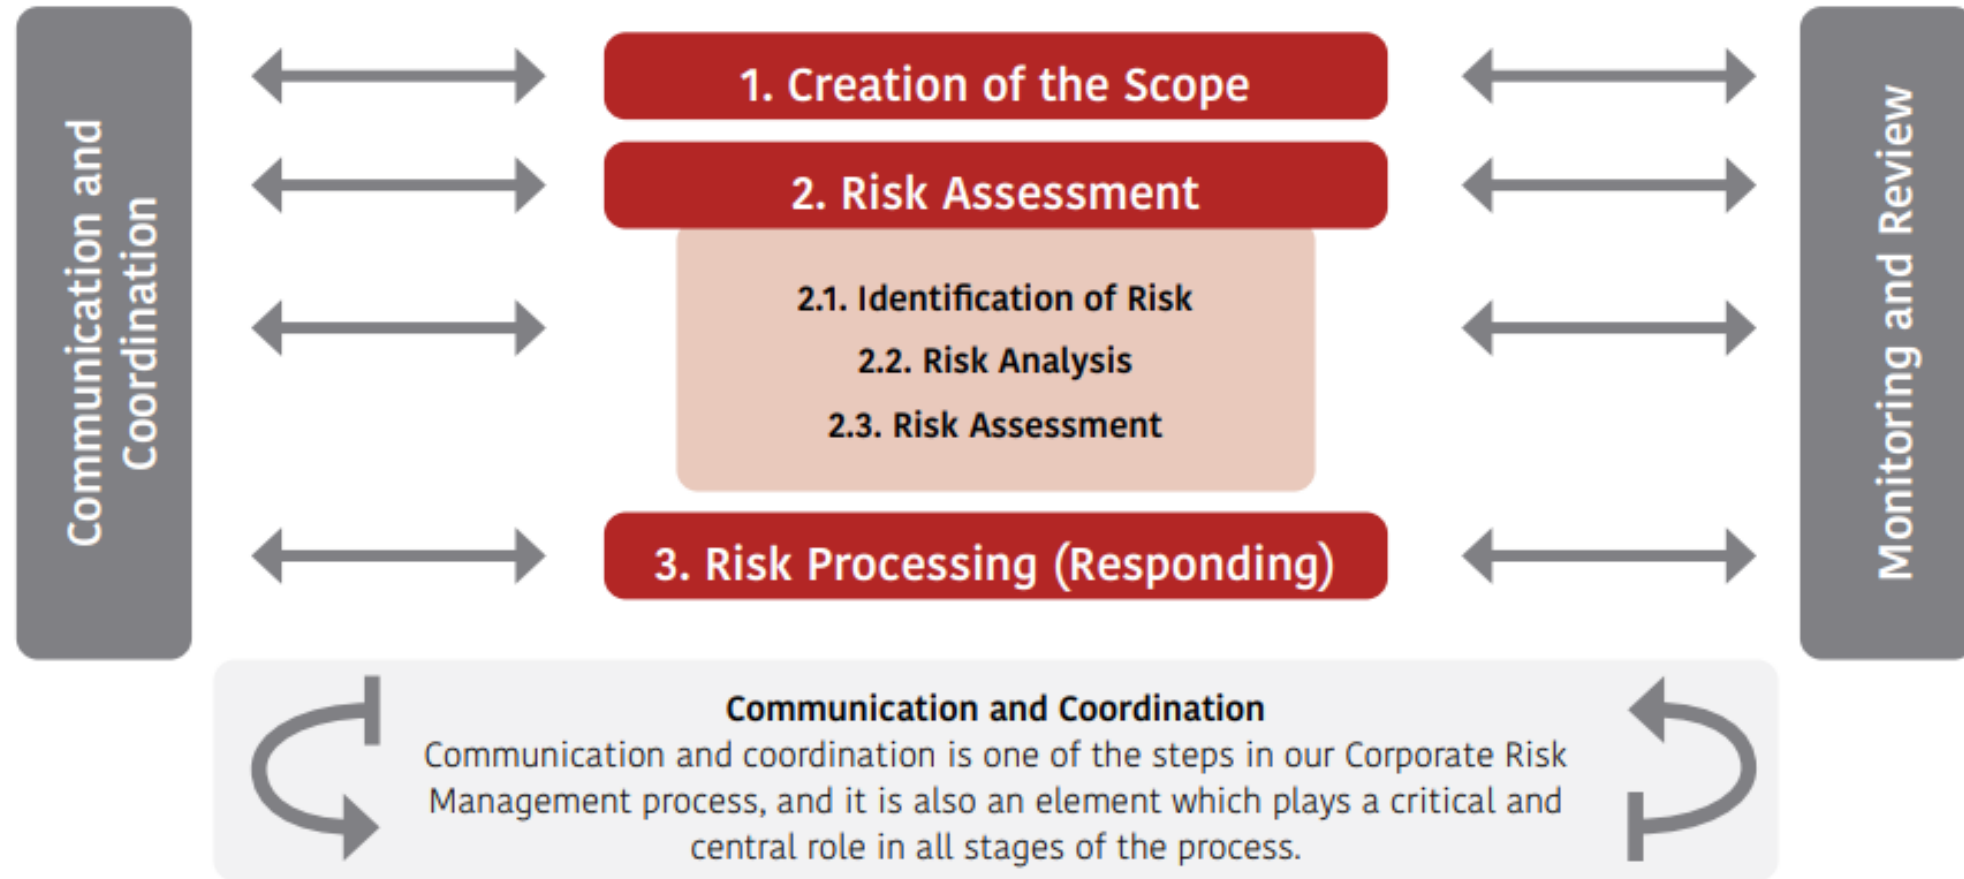 Communication and
Coordination
1. Creation of the Scope
2. Risk Assessment
2.1. Identification of Risk
2.2. Risk Analysis
2.3. Risk Assessment
3. Risk Processing (Responding)
Monitoring and Review
Communication and Coordination
Communication and coordination is one of the steps in our Corporate Risk
Management process, and it is also an element which plays a critical and
central role in all stages of the process.